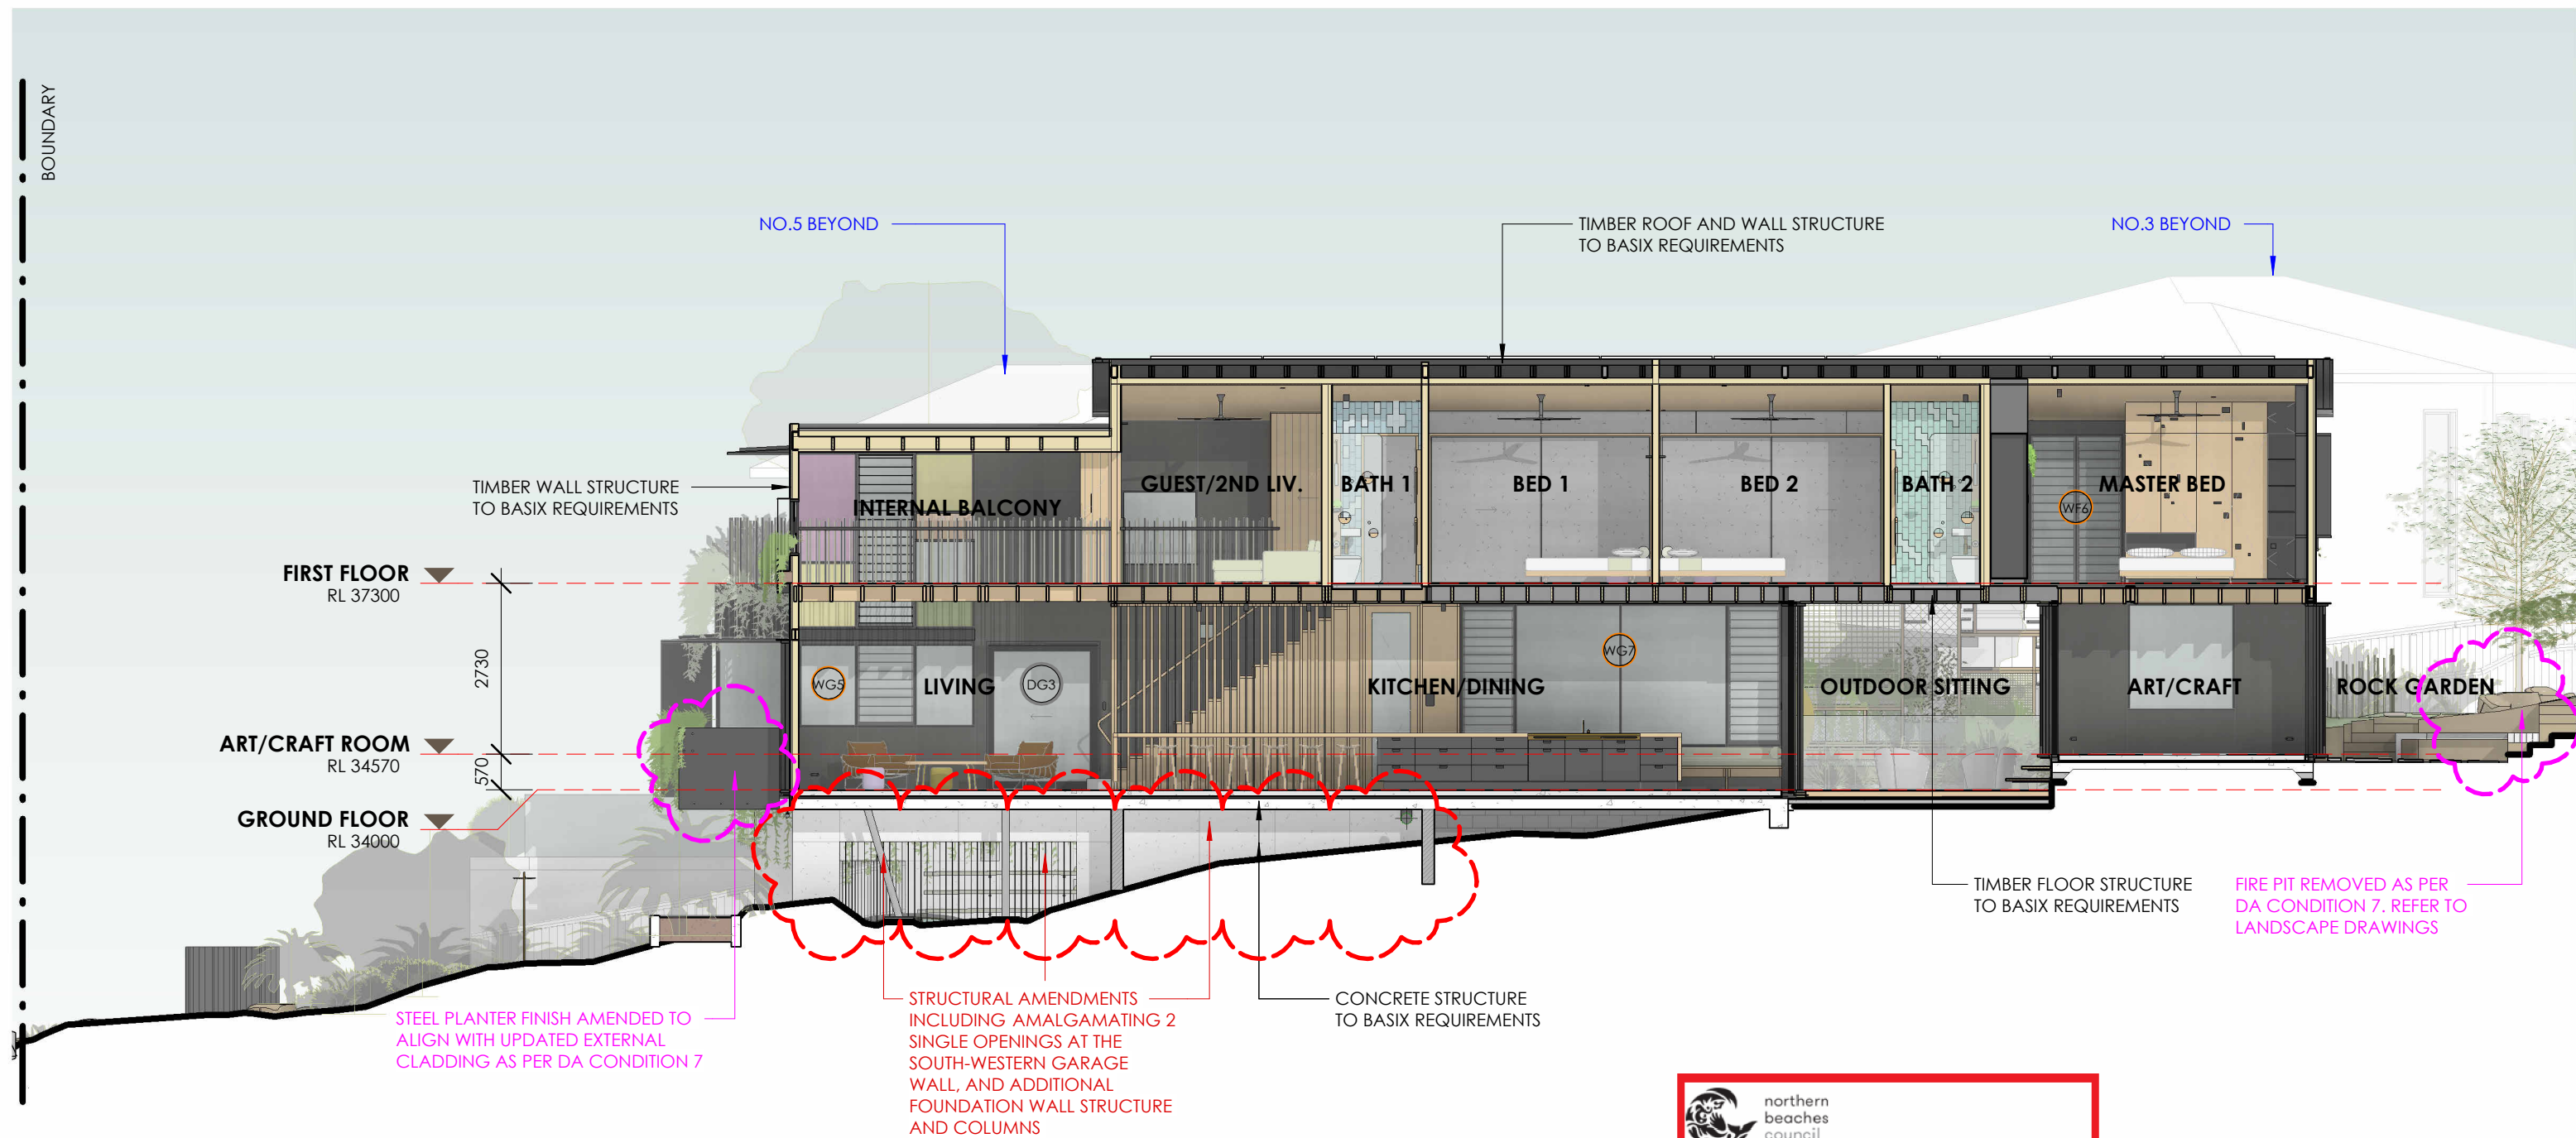 BOUNDARY
NO.5 BEYOND
TIMBER ROOF AND WALL STRUCTURE
TO BASIX REQUIREMENTS
NO.3 BEYOND
TIMBER WALL STRUCTURE
TO BASIX REQUIREMENTS
INTERNAL BALCONY
GUEST/2ND LIV.
BATH 1
BED 1
BED 2
BATH 2
MASTER BED
WF6
FIRST FLOOR
RL 37300
2730
ART/CRAFT ROOM
RL 34570
570
GROUND FLOOR
RL 34000
WG5
LIVING
DG3
KITCHEN/DINING
WG7
OUTDOOR SITTING
ART/CRAFT
ROCK GARDEN
STEEL PLANTER FINISH AMENDED TO
ALIGN WITH UPDATED EXTERNAL
CLADDING AS PER DA CONDITION 7
STRUCTURAL AMENDMENTS
INCLUDING AMALGAMATING 2
SINGLE OPENINGS AT THE
SOUTH-WESTERN GARAGE
WALL, AND ADDITIONAL
FOUNDATION WALL STRUCTURE
AND COLUMNS
CONCRETE STRUCTURE
TO BASIX REQUIREMENTS
TIMBER FLOOR STRUCTURE
TO BASIX REQUIREMENTS
FIRE PIT REMOVED AS PER
DA CONDITION 7. REFER TO
LANDSCAPE DRAWINGS
northern
beaches
council